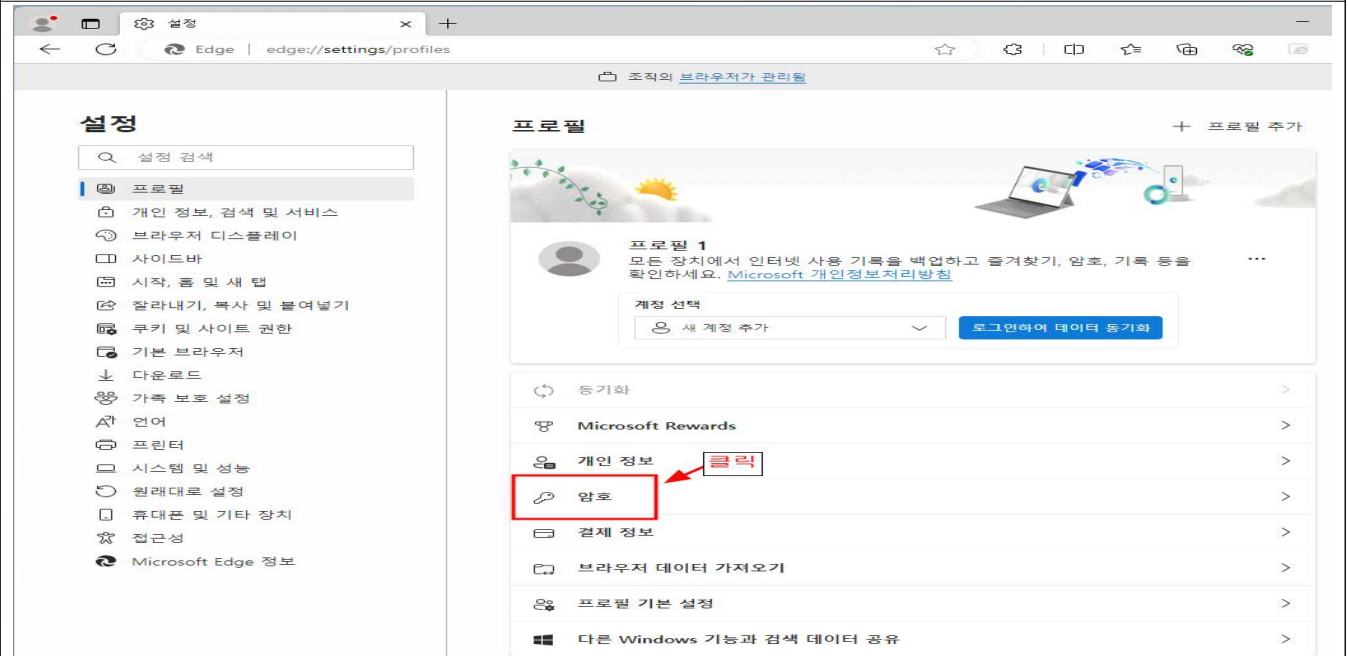 설정
Edge | edge://settings/profiles
조직의 브라우저가 관리됨
설정
설정 검색
프로필
개인 정보, 검색 및 서비스
브라우저 디스플레이
사이드바
시작, 홈 및 새 탭
잘라내기, 복사 및 붙여넣기
쿠키 및 사이트 권한
기본 브라우저
다운로드
가족 보호 설정
언어
프린터
시스템 및 성능
원래대로 설정
휴대폰 및 기타 장치
접근성
Microsoft Edge 정보
프로필
프로필 추가
프로필 1
모든 장치에서 인터넷 사용 기록을 백업하고 즐겨찾기, 암호, 기록 등을
확인하세요. Microsoft 개인정보처리방침
계정 선택
새 계정 추가
로그인하여 데이터 동기화
동기화
Microsoft Rewards
개인 정보
클릭
암호
결제 정보
브라우저 데이터 가져오기
프로필 기본 설정
다른 Windows 기능과 검색 데이터 공유